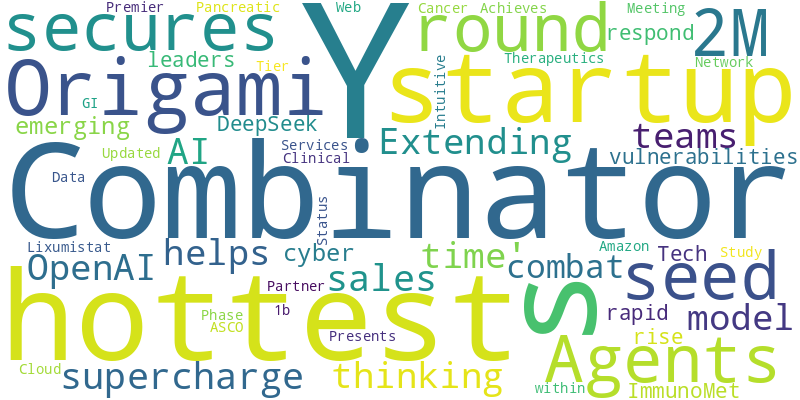 Premier Pancreatic Web Cancer Achieves Meeting
secures Y round respond 2M
leaders Therapeutics Network
Origami Tier startup
GI Intuitive
emerging DeepSeek Extending teams
Updated AI Services vulnerabilities
Clinical
Combinator
Data
Status
Lixumistat helps cyber time' Amazon Tech Study
OpenAI sales combat seed
Partner
hottest s
Phase 1b rapid model
ASCO Presents rise
Agents
Cloud supercharge thinking within ImmunoMet